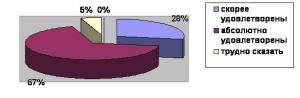 5% 0%
28%
67%
скорее
удовлетворены
абсолютно
удовлетворены
трудно сказать